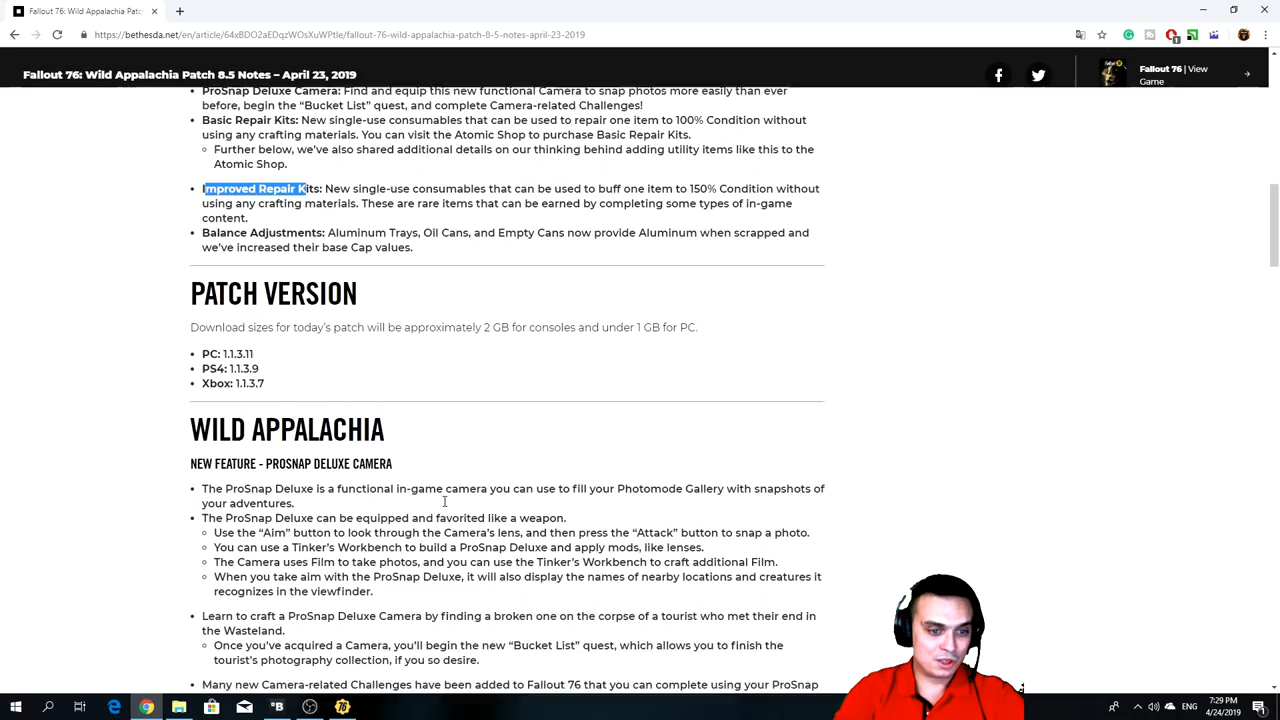 Fallout 76: Wild Appalachia Patc
https://bethesda.net/en/article/64xBDO2aEDqzWOsXuWPtle/fallout-76-wild-appalachia-patch-8-5-notes-april-23-2019
Fallout 76: Wild Appalachia Patch 8.5 Notes – April 23, 2019
Fallout 76 | View
Game
ProSnap Deluxe Camera: Find and equip this new functional Camera to snap photos more easily than ever
before, begin the “Bucket List” quest, and complete Camera-related Challenges!
Basic Repair Kits: New single-use consumables that can be used to repair one item to 100% Condition without
using any crafting materials. You can visit the Atomic Shop to purchase Basic Repair Kits.
Further below, we’ve also shared additional details on our thinking behind adding utility items like this to the
Atomic Shop.
Improved Repair Kits: New single-use consumables that can be used to buff one item to 150% Condition without
using any crafting materials. These are rare items that can be earned by completing some types of in-game
content.
Balance Adjustments: Aluminum Trays, Oil Cans, and Empty Cans now provide Aluminum when scrapped and
we’ve increased their base Cap values.
PATCH VERSION
Download sizes for today’s patch will be approximately 2 GB for consoles and under 1 GB for PC.
PC: 1.1.3.11
PS4: 1.1.3.9
Xbox: 1.1.3.7
WILD APPALACHIA
NEW FEATURE - PROSNAP DELUXE CAMERA
The ProSnap Deluxe is a functional in-game camera you can use to fill your Photomode Gallery with snapshots of
your adventures.
The ProSnap Deluxe can be equipped and favorited like a weapon.
Use the “Aim” button to look through the Camera’s lens, and then press the “Attack” button to snap a photo.
You can use a Tinker’s Workbench to build a ProSnap Deluxe and apply mods, like lenses.
The Camera uses Film to take photos, and you can use the Tinker’s Workbench to craft additional Film.
When you take aim with the ProSnap Deluxe, it will also display the names of nearby locations and creatures it
recognizes in the viewfinder.
Learn to craft a ProSnap Deluxe Camera by finding a broken one on the corpse of a tourist who met their end in
the Wasteland.
Once you’ve acquired a Camera, you’ll begin the new “Bucket List” quest, which allows you to finish the
tourist’s photography collection, if you so desire.
Many new Camera-related Challenges have been added to Fallout 76 that you can complete using your ProSnap
ENG
7:29 PM
4/24/2019